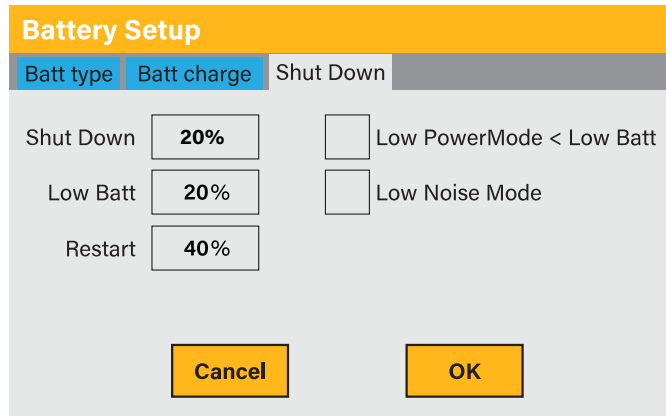 Battery Setup
Batt type Batt charge Shut Down
Shut Down 20% Low PowerMode < Low Batt
Low Batt 20% Low Noise Mode
Restart 40%
Cancel OK